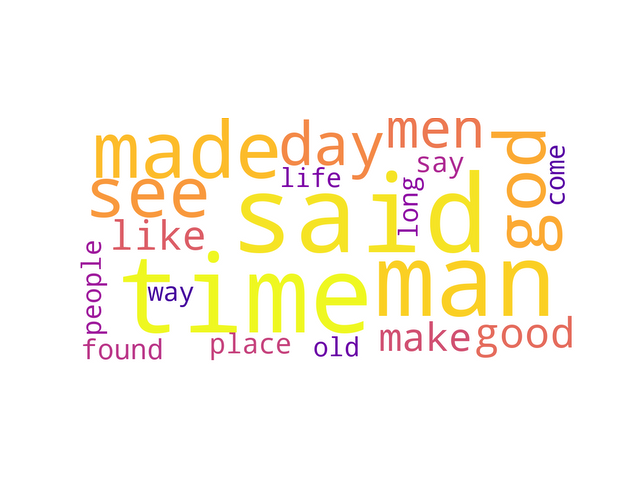 made
day
men
god
see
life
say
come
said
long
like
people
time
way
man
found
place
old
make
good